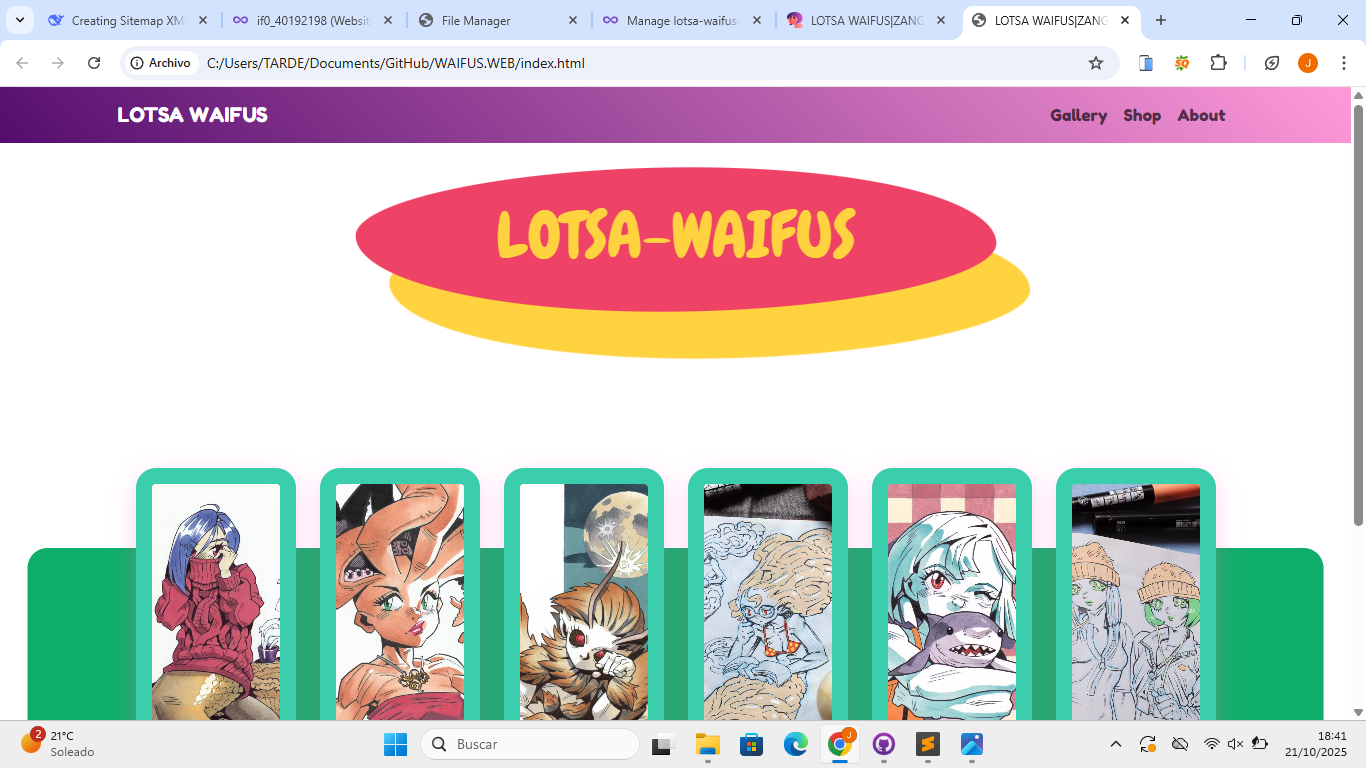 Creating Sitemap XM
if0_40192198 (Websit
File Manager
Manage lotsa-waifus.
LOTSA WAIFUS|ZANG
LOTSA WAIFUS|ZANG
Archivo
C:/Users/TARDE/Documents/GitHub/WAIFUS.WEB/index.html
SQ
J
LOTSA WAIFUS
Gallery
Shop
About
LOTSA-WAIFUS
2
21°C
Soleado
Buscar
J
18:41
21/10/2025